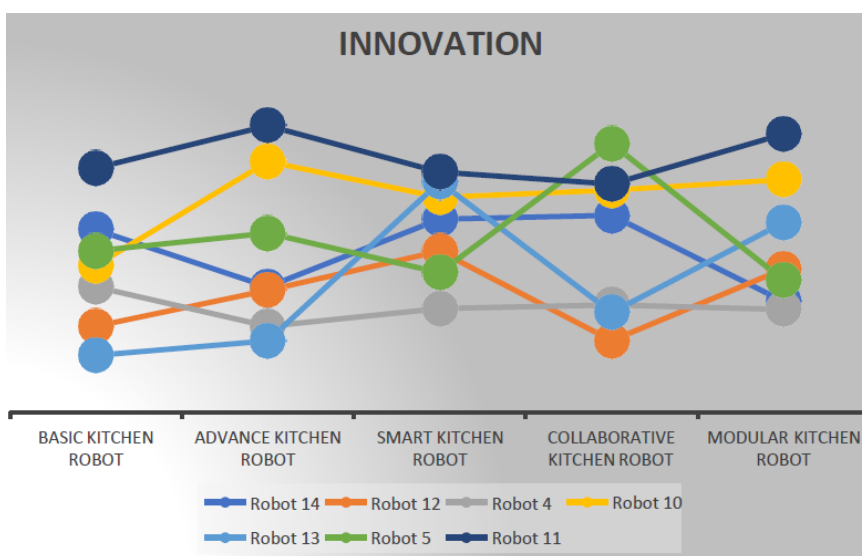 INNOVATION
BASIC KITCHEN ROBOT
ADVANCE KITCHEN ROBOT
SMART KITCHEN ROBOT
COLLABORATIVE KITCHEN ROBOT
MODULAR KITCHEN ROBOT
Robot 14 Robot 12 Robot 4 Robot 10
Robot 13 Robot 5 Robot 11